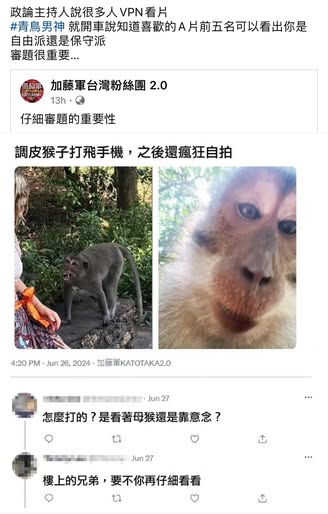 政論主持人說很多人VPN看片
#青鳥男神 就開車說知道喜歡的A片前五名可以看出你是
自由派還是保守派
審題很重要...
加藤軍台灣粉絲團 2.0
13h ·
仔細審題的重要性
調皮猴子打飛手機，之後還瘋狂自拍
4:20 PM · Jun 26, 2024 · 加藤軍KATOTAKA2.0
· Jun 27
怎麼打的？是看著母猴還是靠意念？
Jun 27
樓上的兄弟，要不你再仔細看看